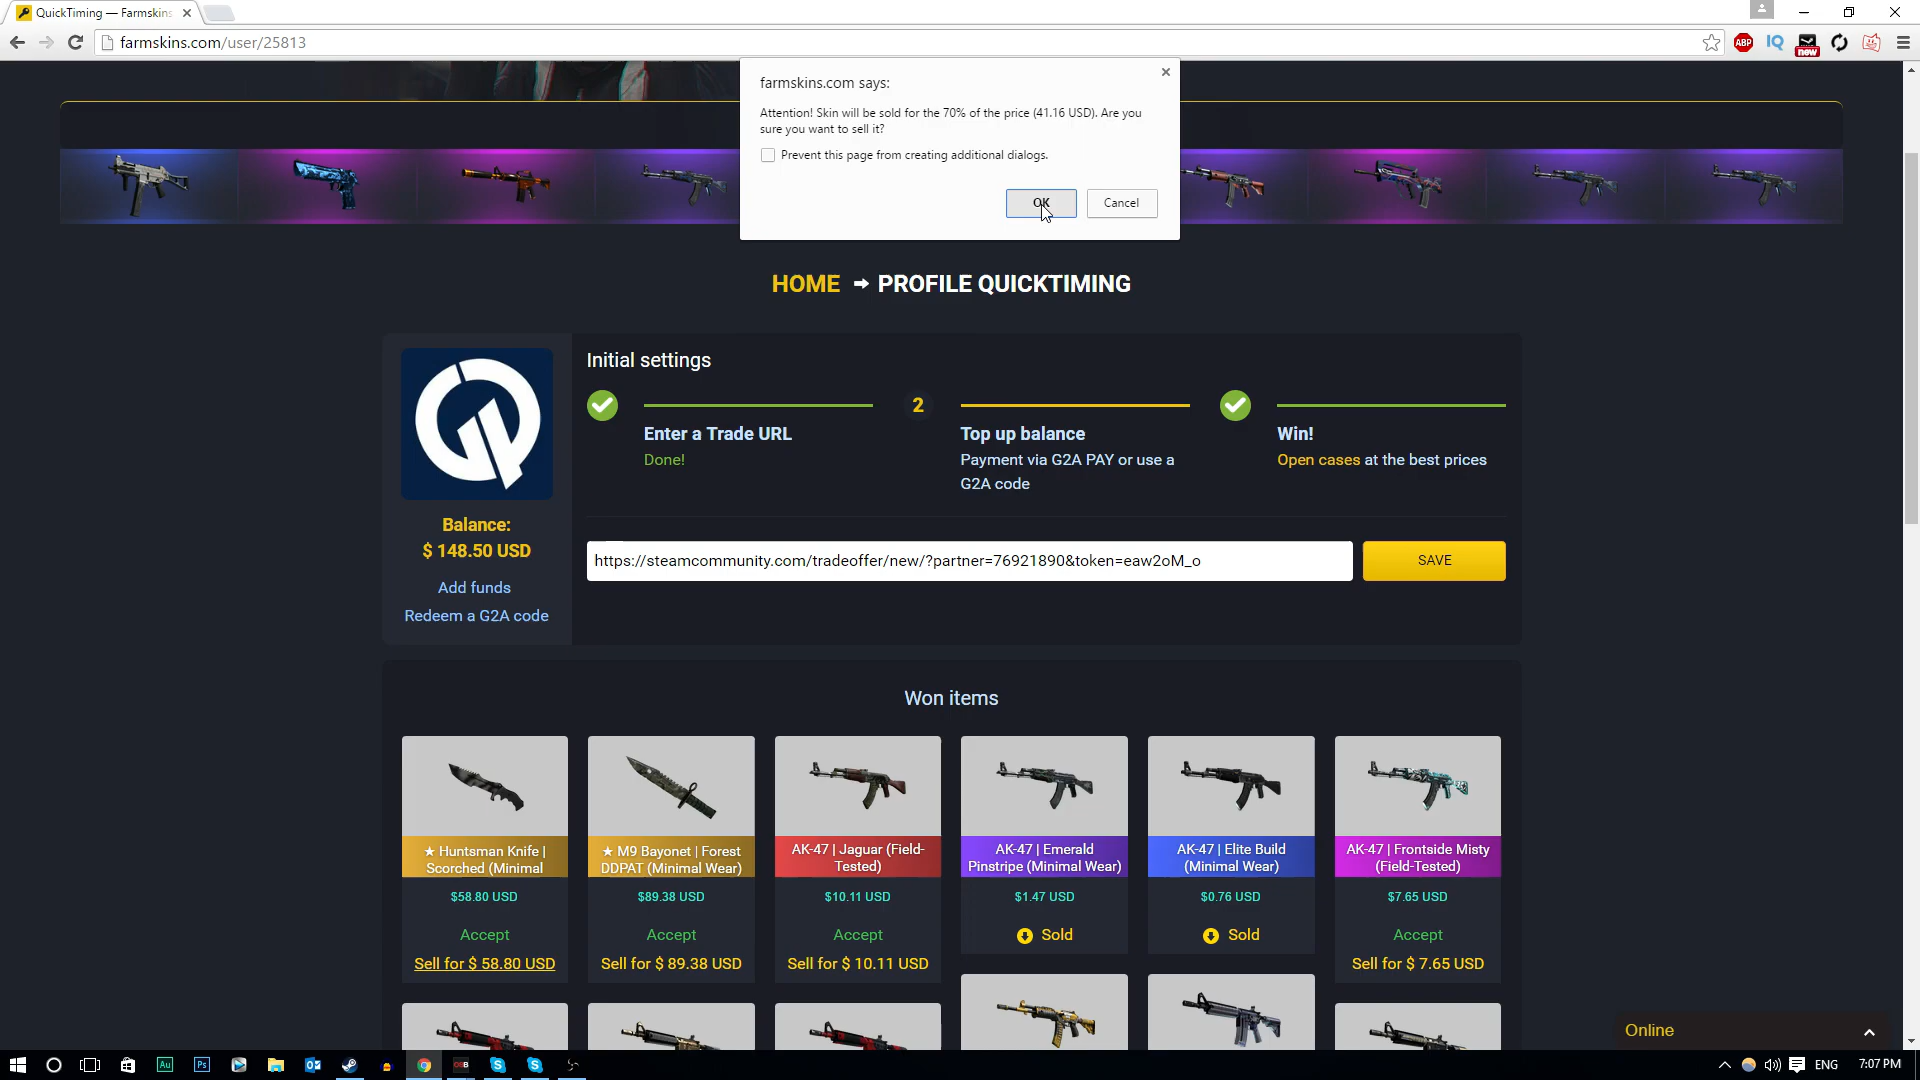 QuickTiming — Farmskins
farmskins.com/user/25813
ABP
IQ
new
farmskins.com says:
Attention! Skin will be sold for the 70% of the price (41.16 USD). Are you
sure you want to sell it?
Prevent this page from creating additional dialogs.
OK
Cancel
HOME → PROFILE QUICKTIMING
Initial settings
2
Enter a Trade URL
Done!
Top up balance
Payment via G2A PAY or use a
G2A code
Win!
Open cases at the best prices
Balance:
$ 148.50 USD
Add funds
Redeem a G2A code
https://steamcommunity.com/tradeoffer/new/?partner=76921890&token=eaw2oM_o
SAVE
Won items
★ Huntsman Knife |
Scorched (Minimal
$58.80 USD
Accept
Sell for $ 58.80 USD
★ M9 Bayonet | Forest
DDPAT (Minimal Wear)
$89.38 USD
Accept
Sell for $ 89.38 USD
AK-47 | Jaguar (Field-
Tested)
$10.11 USD
Accept
Sell for $ 10.11 USD
AK-47 | Emerald
Pinstripe (Minimal Wear)
$1.47 USD
Sold
AK-47 | Elite Build
(Minimal Wear)
$0.76 USD
Sold
AK-47 | Frontside Misty
(Field-Tested)
$7.65 USD
Accept
Sell for $ 7.65 USD
Online
Au
Ps
ENG
7:07 PM